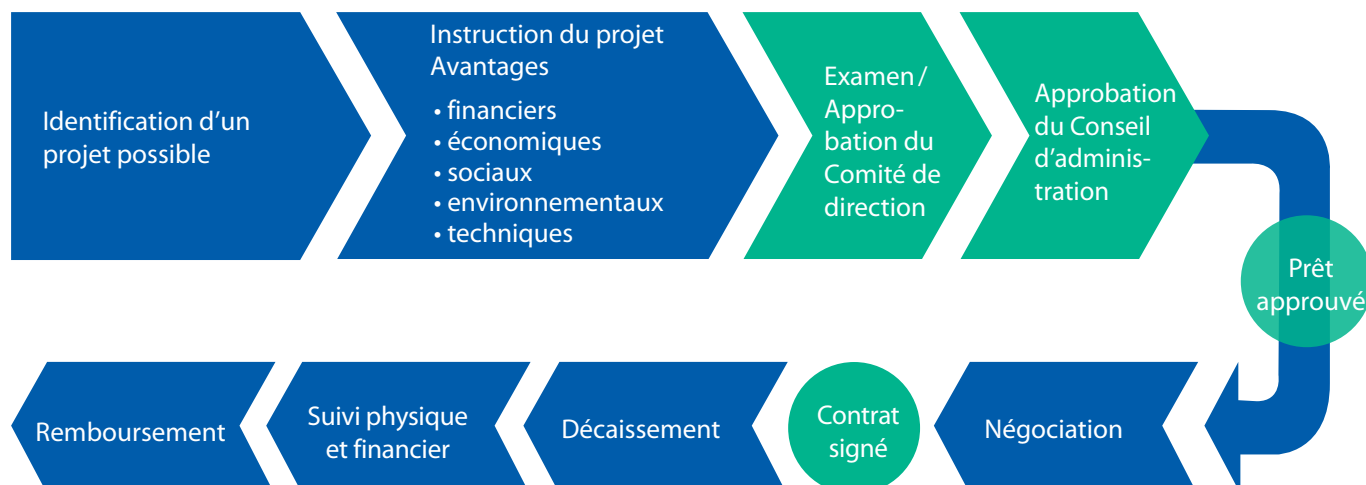 Identification d’un
projet possible
Instruction du projet
Avantages
• financiers
• économiques
• sociaux
• environnementaux
• techniques
Examen /
Appro-
bation du
Comité de
direction
Approbation
du Conseil
d’adminis-
tration
Prêt
approuvé
Négociation
Contrat
signé
Décaissement
Suivi physique
et financier
Remboursement